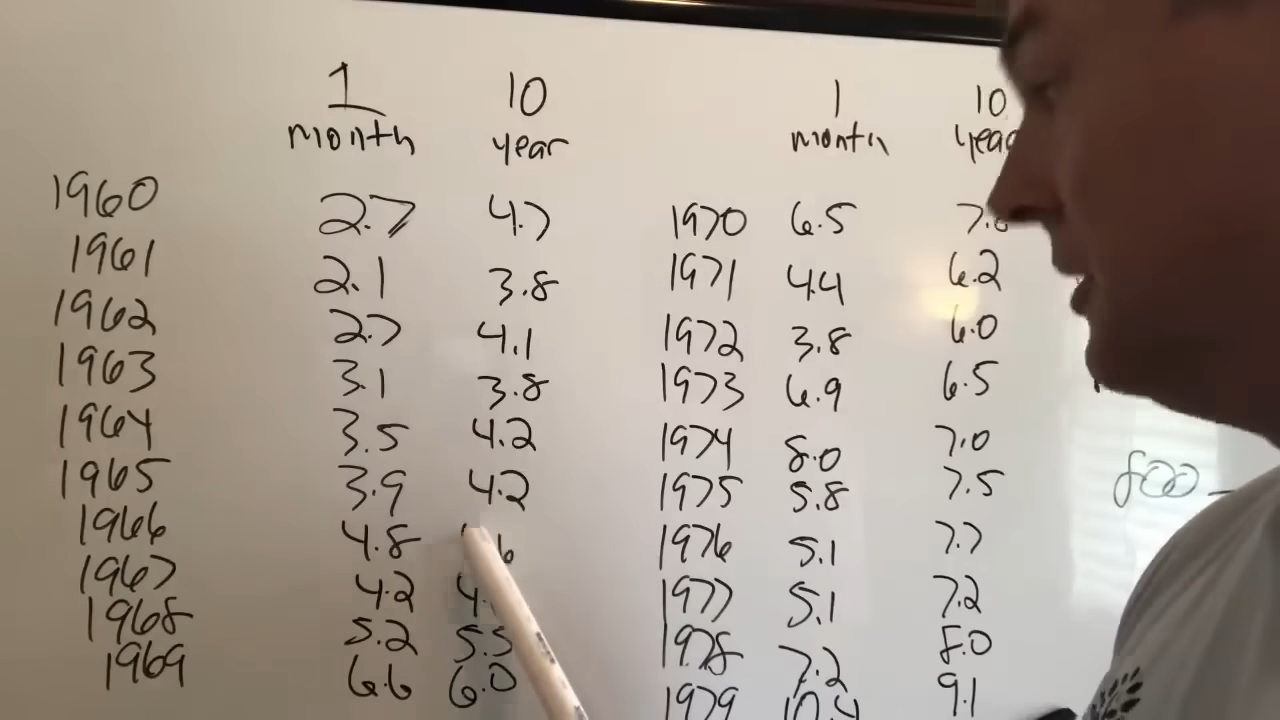 1 month 10 year
1960 2.7 4.7
1961 2.1 3.8
1962 2.7 4.1
1963 3.1 3.8
1964 3.5 4.2
1965 3.9 4.2
1966 4.8
1967 4.2
1968 5.2 5.5
1969 6.6 6.0
1 month 10
1970 6.5
1971 4.4 6.2
1972 3.8 6.0
1973 6.9 6.5
1974 8.0 7.0
1975 5.8 7.5
1976 5.1 7.7
1977 5.1 7.2
1978 7.2 8.0
1979 10.4 9.1
800